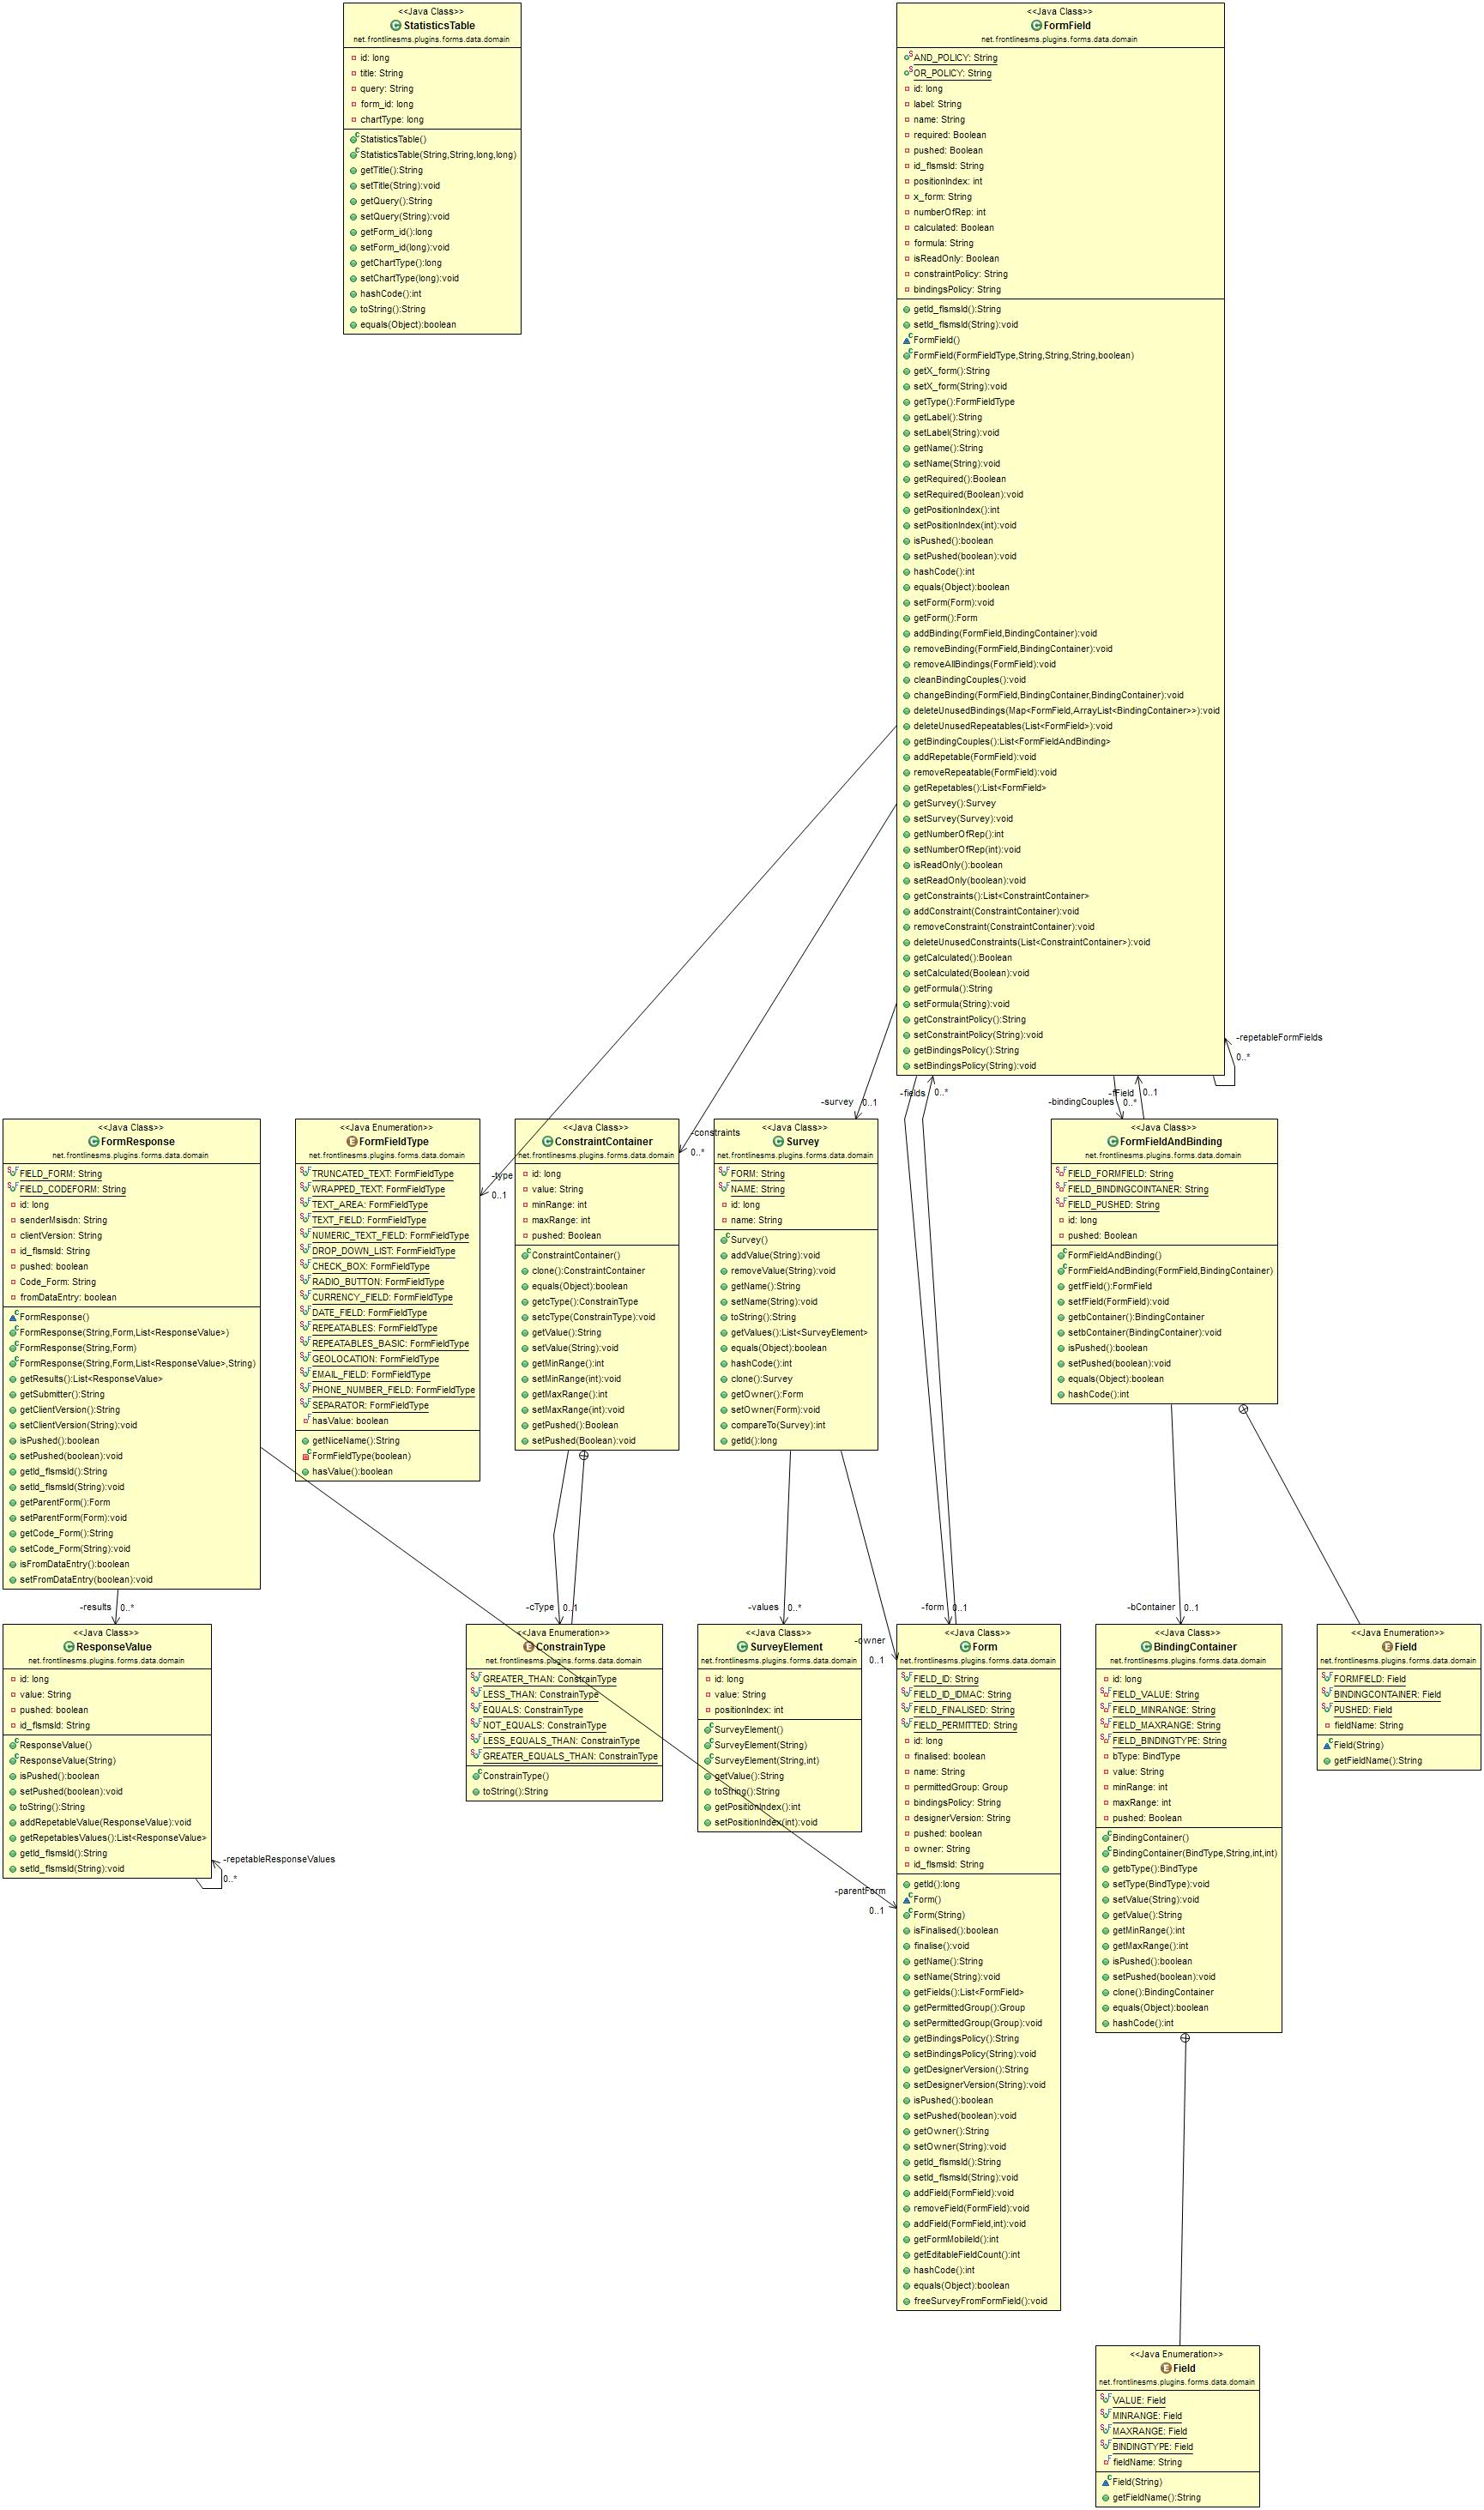 <<Java Class>>
StatisticsTable
net.frontlinesms.plugins.forms.data.domain
id: long
title: String
query: String
form_id: long
chartType: long
StatisticsTable()
StatisticsTable(String,String,long,long)
getTitle():String
setTitle(String):void
getQuery():String
setQuery(String):void
getForm_id():long
setForm_id(long):void
getChartType():long
setChartType(long):void
hashCode():int
toString():String
equals(Object):boolean
<<Java Class>>
FormField
net.frontlinesms.plugins.forms.data.domain
AND_POLICY: String
OR_POLICY: String
id: long
label: String
name: String
required: Boolean
pushed: Boolean
id_flsmsId: String
positionIndex: int
x_form: String
numberOfRep: int
calculated: Boolean
formula: String
isReadOnly: Boolean
constraintPolicy: String
bindingsPolicy: String
getId_flsmsId():String
setId_flsmsId(String):void
FormField()
FormField(FormFieldType,String,String,String,boolean)
getX_form():String
setX_form(String):void
getType():FormFieldType
getLabel():String
setLabel(String):void
getName():String
setName(String):void
getRequired():Boolean
setRequired(Boolean):void
getPositionIndex():int
setPositionIndex(int):void
isPushed():boolean
setPushed(boolean):void
hashCode():int
equals(Object):boolean
setForm(Form):void
getForm():Form
addBinding(FormField,BindingContainer):void
removeBinding(FormField,BindingContainer):void
removeAllBindings(FormField):void
cleanBindingCouples():void
changeBinding(FormField,BindingContainer,BindingContainer):void
deleteUnusedBindings(Map<FormField,ArrayList<BindingContainer>>):void
deleteUnusedRepeatables(List<FormField>):void
getBindingCouples():List<FormFieldAndBinding>
addRepetable(FormField):void
removeRepeatable(FormField):void
getRepetables():List<FormField>
getSurvey():Survey
setSurvey(Survey):void
getNumberOfRep():int
setNumberOfRep(int):void
isReadOnly():boolean
setReadOnly(boolean):void
getConstraints():List<ConstraintContainer>
addConstraint(ConstraintContainer):void
removeConstraint(ConstraintContainer):void
deleteUnusedConstraints(List<ConstraintContainer>):void
getCalculated():Boolean
setCalculated(Boolean):void
getFormula():String
setFormula(String):void
getConstraintPolicy():String
setConstraintPolicy(String):void
getBindingsPolicy():String
setBindingsPolicy(String):void
-repetableFormFields
0..*
-survey 0..1
-fields 0..*
-bindingCouples 0..*
-fField 0..1
-constraints
0..*
-type
0..1
<<Java Class>>
FormResponse
net.frontlinesms.plugins.forms.data.domain
FIELD_FORM: String
FIELD_CODEFORM: String
id: long
senderMsisdn: String
clientVersion: String
id_flsmsId: String
pushed: boolean
Code_Form: String
fromDataEntry: boolean
FormResponse()
FormResponse(String,Form,List<ResponseValue>)
FormResponse(String,Form)
FormResponse(String,Form,List<ResponseValue>,String)
getResults():List<ResponseValue>
getSubmitter():String
getClientVersion():String
setClientVersion(String):void
isPushed():boolean
setPushed(boolean):void
getId_flsmsId():String
setId_flsmsId(String):void
getParentForm():Form
setParentForm(Form):void
getCode_Form():String
setCode_Form(String):void
isFromDataEntry():boolean
setFromDataEntry(boolean):void
<<Java Enumeration>>
FormFieldType
net.frontlinesms.plugins.forms.data.domain
TRUNCATED_TEXT: FormFieldType
WRAPPED_TEXT: FormFieldType
TEXT_AREA: FormFieldType
TEXT_FIELD: FormFieldType
NUMERIC_TEXT_FIELD: FormFieldType
DROP_DOWN_LIST: FormFieldType
CHECK_BOX: FormFieldType
RADIO_BUTTON: FormFieldType
CURRENCY_FIELD: FormFieldType
DATE_FIELD: FormFieldType
REPEATABLES: FormFieldType
REPEATABLES_BASIC: FormFieldType
GEOLOCATION: FormFieldType
EMAIL_FIELD: FormFieldType
PHONE_NUMBER_FIELD: FormFieldType
SEPARATOR: FormFieldType
hasValue: boolean
getNiceName():String
FormFieldType(boolean)
hasValue():boolean
<<Java Class>>
ConstraintContainer
net.frontlinesms.plugins.forms.data.domain
id: long
value: String
minRange: int
maxRange: int
pushed: Boolean
ConstraintContainer()
clone():ConstraintContainer
equals(Object):boolean
getcType():ConstrainType
setcType(ConstrainType):void
getValue():String
setValue(String):void
getMinRange():int
setMinRange(int):void
getMaxRange():int
setMaxRange(int):void
getPushed():Boolean
setPushed(Boolean):void
<<Java Class>>
Survey
net.frontlinesms.plugins.forms.data.domain
FORM: String
NAME: String
id: long
name: String
Survey()
addValue(String):void
removeValue(String):void
getName():String
setName(String):void
toString():String
getValues():List<SurveyElement>
equals(Object):boolean
hashCode():int
clone():Survey
getOwner():Form
setOwner(Form):void
compareTo(Survey):int
getId():long
<<Java Class>>
FormFieldAndBinding
net.frontlinesms.plugins.forms.data.domain
FIELD_FORMFIELD: String
FIELD_BINDINGCOINTANER: String
FIELD_PUSHED: String
id: long
pushed: Boolean
FormFieldAndBinding()
FormFieldAndBinding(FormField,BindingContainer)
getfField():FormField
setfField(FormField):void
getbContainer():BindingContainer
setbContainer(BindingContainer):void
isPushed():boolean
setPushed(boolean):void
equals(Object):boolean
hashCode():int
-results 0..*
-cType 0..1
-values 0..*
-owner
0..1
-form 0..1
-bContainer 0..1
<<Java Class>>
ResponseValue
net.frontlinesms.plugins.forms.data.domain
id: long
value: String
pushed: boolean
id_flsmsId: String
ResponseValue()
ResponseValue(String)
isPushed():boolean
setPushed(boolean):void
toString():String
addRepetableValue(ResponseValue):void
getRepetablesValues():List<ResponseValue>
getId_flsmsId():String
setId_flsmsId(String):void
-repetableResponseValues
0..*
<<Java Enumeration>>
ConstrainType
net.frontlinesms.plugins.forms.data.domain
GREATER_THAN: ConstrainType
LESS_THAN: ConstrainType
EQUALS: ConstrainType
NOT_EQUALS: ConstrainType
LESS_EQUALS_THAN: ConstrainType
GREATER_EQUALS_THAN: ConstrainType
ConstrainType()
toString():String
<<Java Class>>
SurveyElement
net.frontlinesms.plugins.forms.data.domain
id: long
value: String
positionIndex: int
SurveyElement()
SurveyElement(String)
SurveyElement(String,int)
getValue():String
toString():String
getPositionIndex():int
setPositionIndex(int):void
-parentForm
0..1
<<Java Class>>
Form
net.frontlinesms.plugins.forms.data.domain
FIELD_ID: String
FIELD_ID_IDMAC: String
FIELD_FINALISED: String
FIELD_PERMITTED: String
id: long
finalised: boolean
name: String
permittedGroup: Group
bindingsPolicy: String
designerVersion: String
pushed: boolean
owner: String
id_flsmsId: String
getId():long
Form()
Form(String)
isFinalised():boolean
finalise():void
getName():String
setName(String):void
getFields():List<FormField>
getPermittedGroup():Group
setPermittedGroup(Group):void
getBindingsPolicy():String
setBindingsPolicy(String):void
getDesignerVersion():String
setDesignerVersion(String):void
isPushed():boolean
setPushed(boolean):void
getOwner():String
setOwner(String):void
getId_flsmsId():String
setId_flsmsId(String):void
addField(FormField):void
removeField(FormField):void
addField(FormField,int):void
getFormMobileId():int
getEditableFieldCount():int
hashCode():int
equals(Object):boolean
freeSurveyFromFormField():void
<<Java Class>>
BindingContainer
net.frontlinesms.plugins.forms.data.domain
id: long
FIELD_VALUE: String
FIELD_MINRANGE: String
FIELD_MAXRANGE: String
FIELD_BINDINGTYPE: String
bType: BindType
value: String
minRange: int
maxRange: int
pushed: Boolean
BindingContainer()
BindingContainer(BindType,String,int,int)
getbType():BindType
setType(BindType):void
setValue(String):void
getValue():String
getMinRange():int
getMaxRange():int
isPushed():boolean
setPushed(boolean):void
clone():BindingContainer
equals(Object):boolean
hashCode():int
<<Java Enumeration>>
Field
net.frontlinesms.plugins.forms.data.domain
FORMFIELD: Field
BINDINGCONTAINER: Field
PUSHED: Field
fieldName: String
Field(String)
getFieldName():String
<<Java Enumeration>>
Field
net.frontlinesms.plugins.forms.data.domain
VALUE: Field
MINRANGE: Field
MAXRANGE: Field
BINDINGTYPE: Field
fieldName: String
Field(String)
getFieldName():String